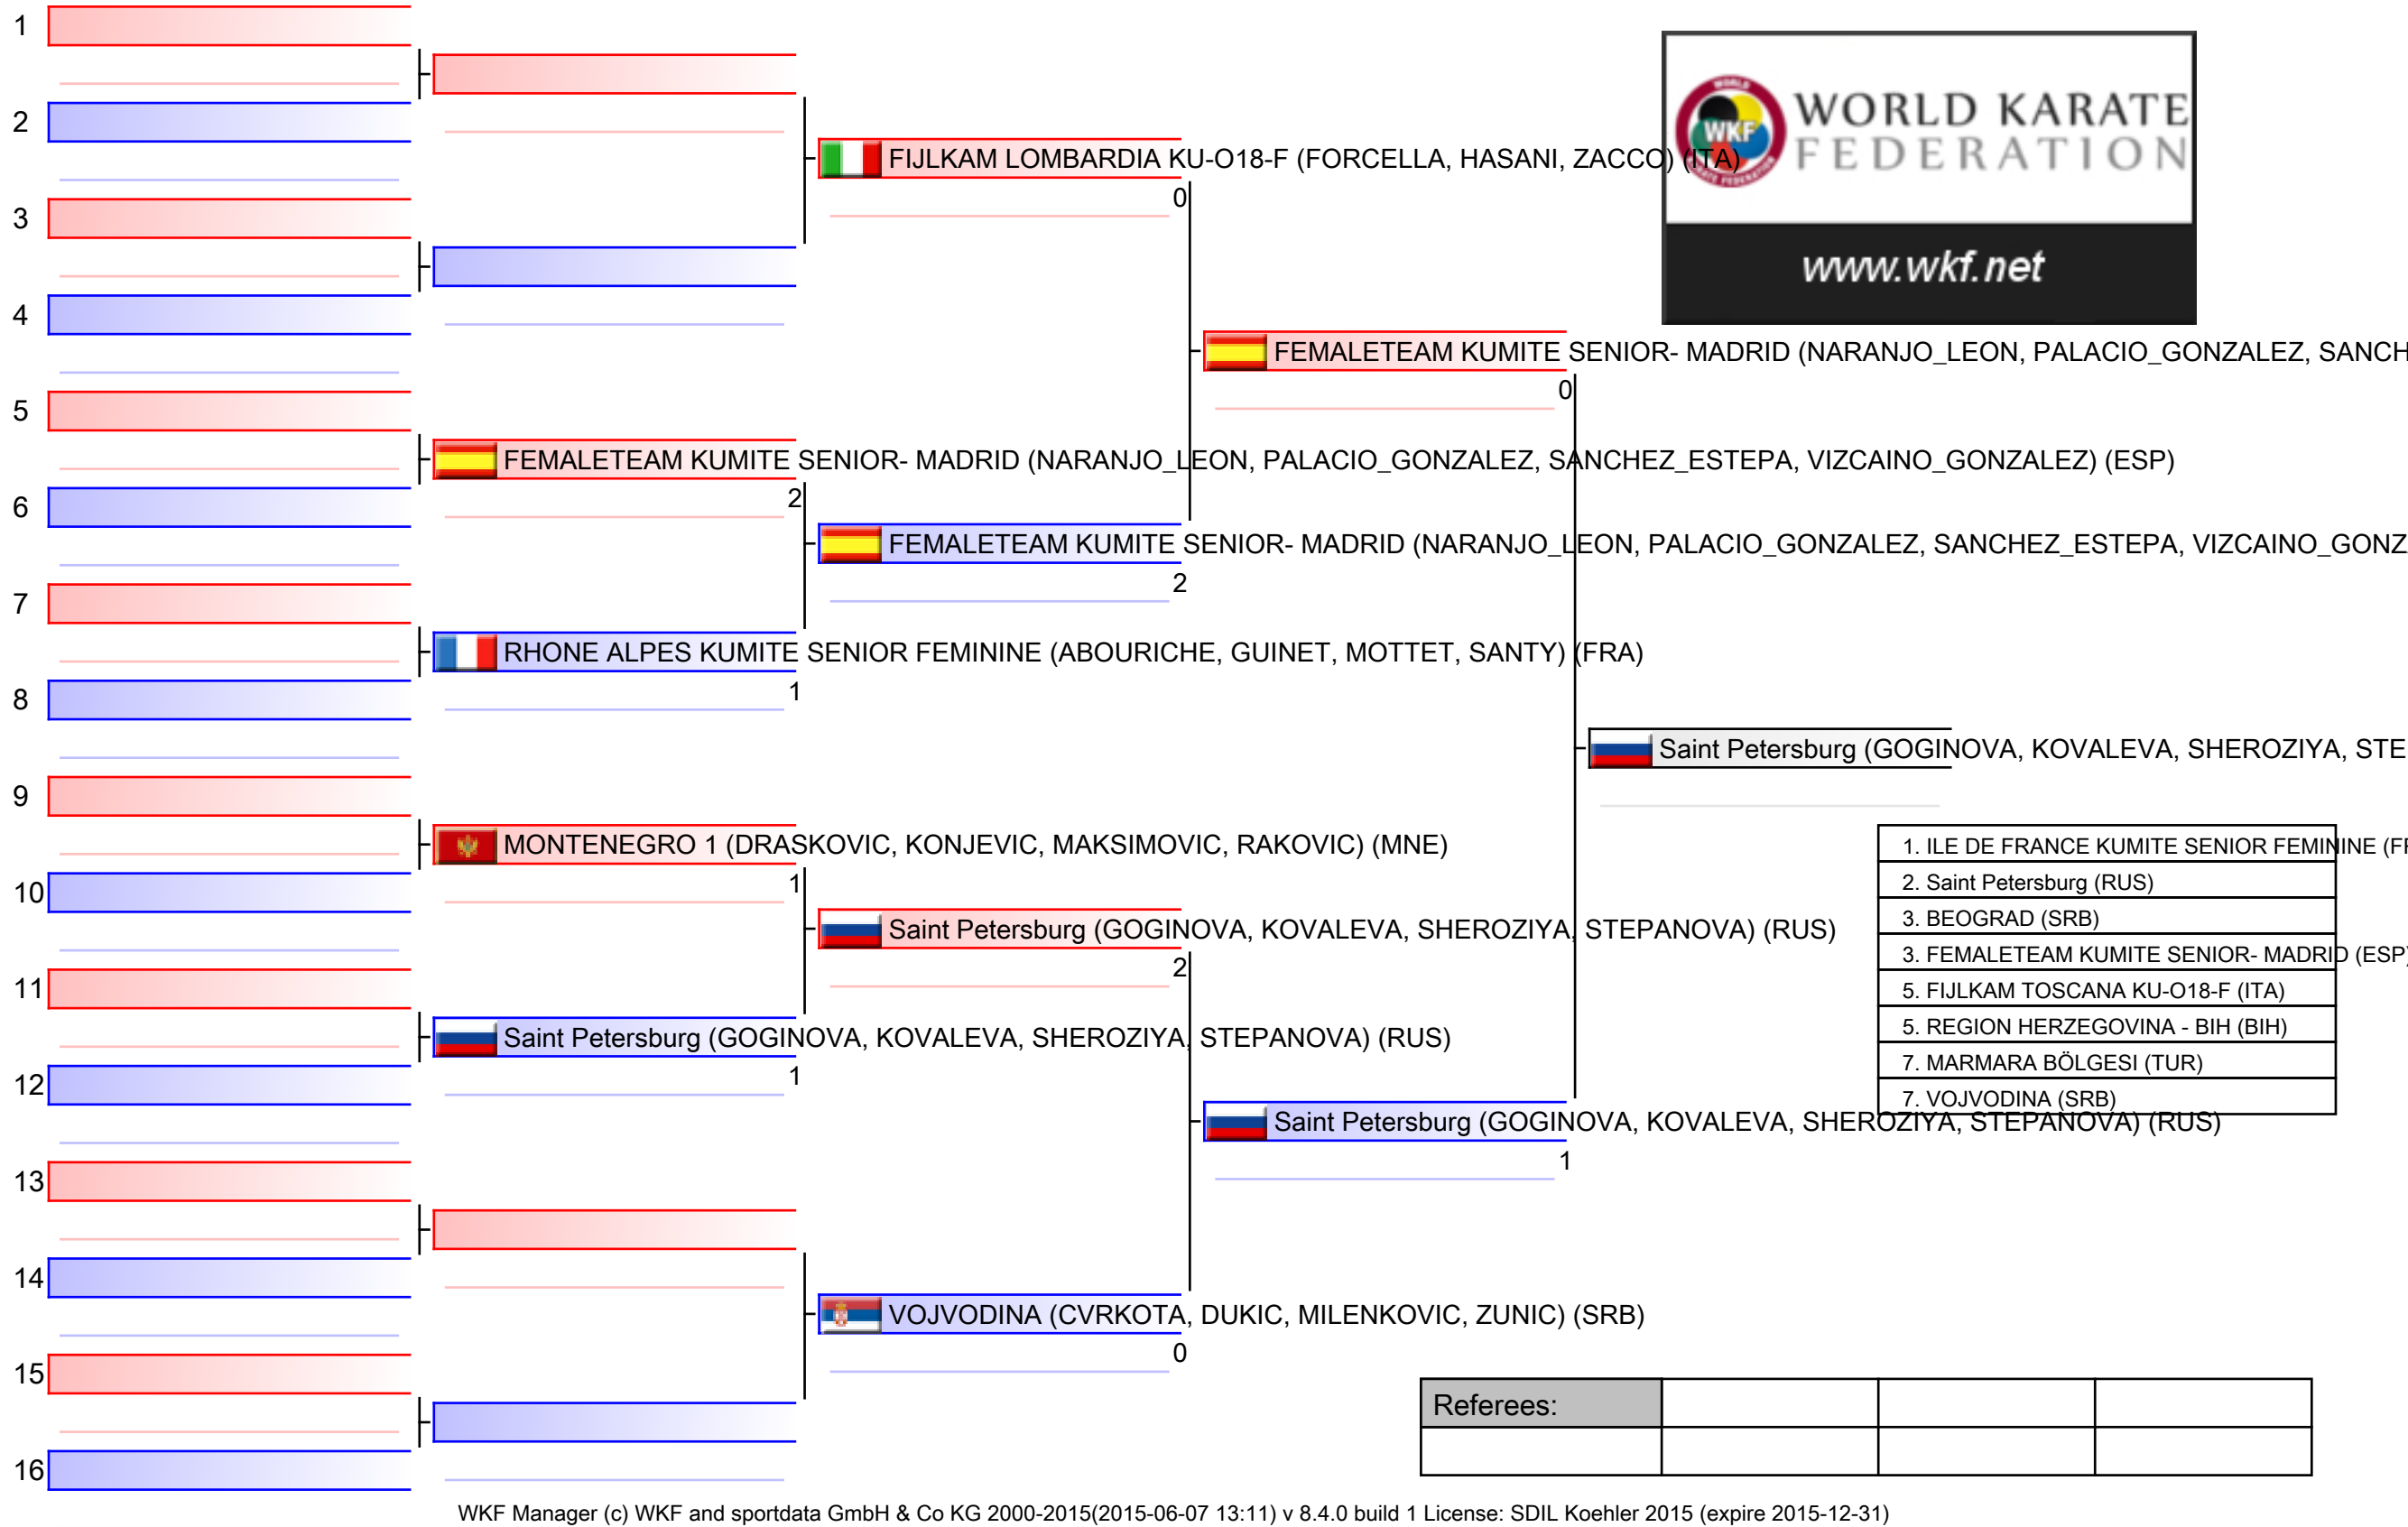 1
2
3
4
5
6
7
8
9
10
11
12
13
14
15
16
FEMALETEAM KUMITE SENIOR- MADRID (NARANJO_LEON, PALACIO_GONZALEZ, SANCHEZ_ESTEPA, VIZCAINO_GONZALEZ) (ESP)
2
RHONE ALPES KUMITE SENIOR FEMININE (ABOURICHE, GUINET, MOTTET, SANTY) (FRA)
1
MONTENEGRO 1 (DRASKOVIC, KONJEVIC, MAKSIMOVIC, RAKOVIC) (MNE)
1
Saint Petersburg (GOGINOVA, KOVALEVA, SHEROZIYA, STEPANOVA) (RUS)
1
FIJLKAM LOMBARDIA KU-O18-F (FORCELLA, HASANI, ZACCO) (ITA)
0
FEMALETEAM KUMITE SENIOR- MADRID (NARANJO_LEON, PALACIO_GONZALEZ, SANCHEZ_ESTEPA, VIZCAINO_GONZ
2
Saint Petersburg (GOGINOVA, KOVALEVA, SHEROZIYA, STEPANOVA) (RUS)
2
VOJVODINA (CVRKOTA, DUKIC, MILENKOVIC, ZUNIC) (SRB)
0
FEMALETEAM KUMITE SENIOR- MADRID (NARANJO_LEON, PALACIO_GONZALEZ, SANCH
0
Saint Petersburg (GOGINOVA, KOVALEVA, SHEROZIYA, STEPANOVA) (RUS)
1
Saint Petersburg (GOGINOVA, KOVALEVA, SHEROZIYA, STE
WKF
WORLD KARATE
FEDERATION
www.wkf.net
1. ILE DE FRANCE KUMITE SENIOR FEMININE (F
2. Saint Petersburg (RUS)
3. BEOGRAD (SRB)
3. FEMALETEAM KUMITE SENIOR- MADRID (ESP)
5. FIJLKAM TOSCANA KU-O18-F (ITA)
5. REGION HERZEGOVINA - BIH (BIH)
7. MARMARA BÖLGESI (TUR)
7. VOJVODINA (SRB)
Referees:
WKF Manager (c) WKF and sportdata GmbH & Co KG 2000-2015(2015-06-07 13:11) v 8.4.0 build 1 License: SDIL Koehler 2015 (expire 2015-12-31)